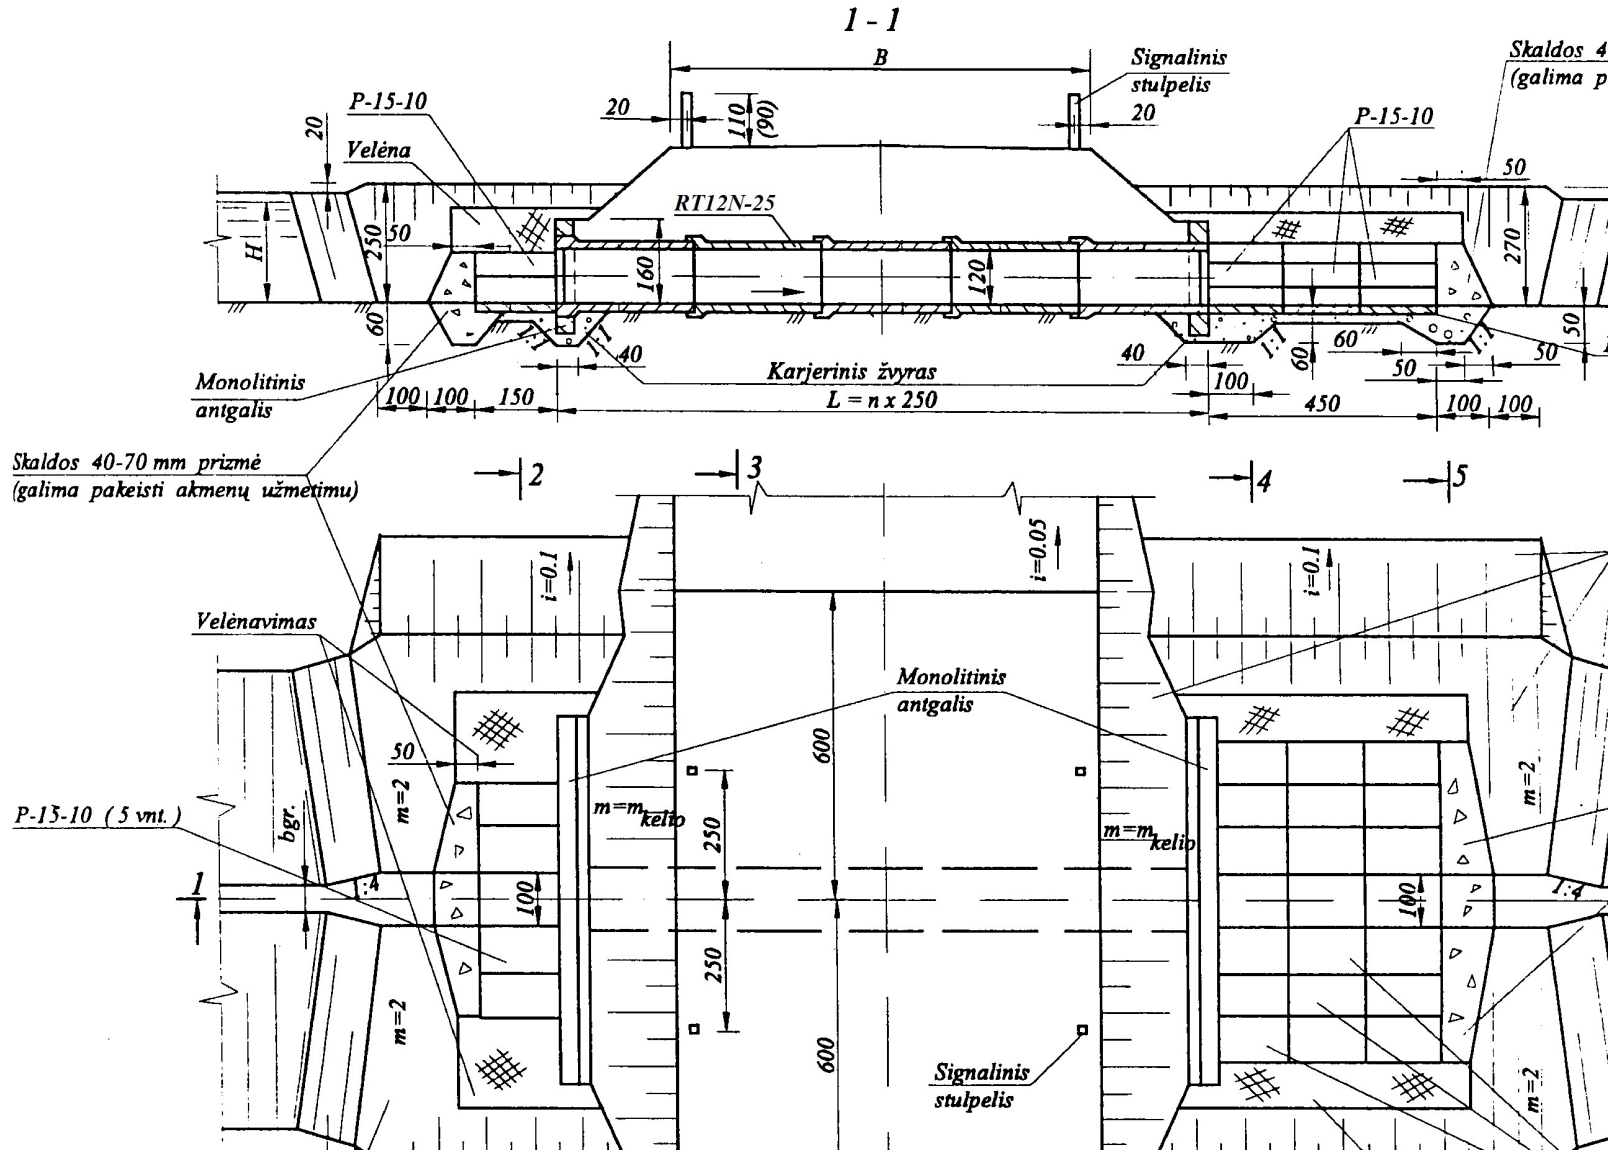 1 - 1
B
Signalinis
stulpelis
Skaldos 4
(galima p
P-15-10
20
110
(90)
20
P-15-10
20
Velėna
50
RT12N-25
H
250
50
160
120
270
60
1:1
1:1
40
Karjerinis žvyras
40
1:1
60
60
1:1
50
50
50
Monolitinis
antgalis
100
100
150
L = n x 250
100
450
100
100
Skaldos 40-70 mm prizmė
(galima pakeisti akmenų užmetimu)
2
3
4
5
i=0.1
i=0.05
i=0.1
Velėnavimas
Monolitinis
antgalis
600
50
m=2
m=2
P-15-10 ( 5 vnt.)
bgr.
m=m kelio
250
m=m kelio
1
1:4
100
100
1:4
250
m=2
600
Signalinis
stulpelis
m=2